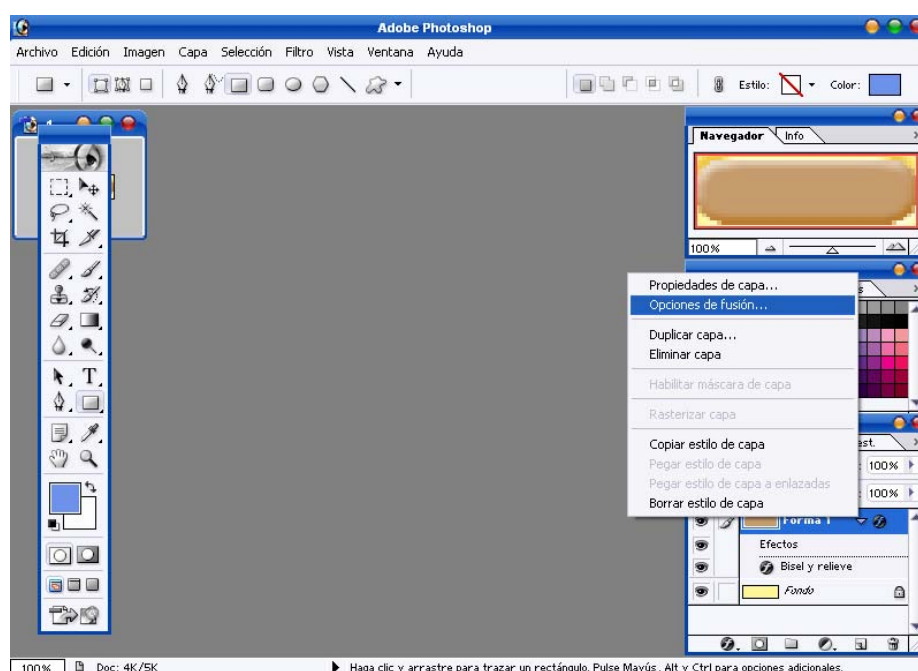 Adobe Photoshop
Archivo Edición Imagen Capa Selección Filtro Vista Ventana Ayuda
Estilo: Color:
Navegador Info
100%
Propiedades de capa...
Opciones de fusión...
Duplicar capa...
Eliminar capa
Habilitar máscara de capa
Rasterizar capa
Copiar estilo de capa
Pegar estilo de capa
Pegar estilo de capa a enlazadas
Borrar estilo de capa
100%
100%
Forma 1
Efectos
Bisel y relieve
Fondo
100% Doc: 4K/5K Haga clic y arrastre para trazar un rectángulo. Pulse Mayús., Alt y Ctrl para opciones adicionales.